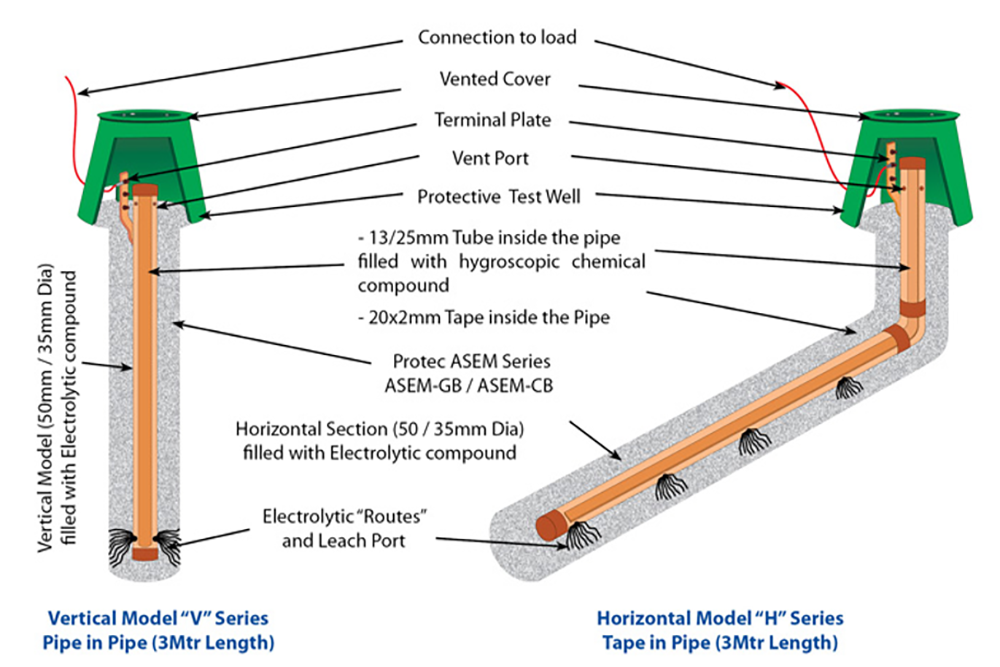 Connection to load
Vented Cover
Terminal Plate
Vent Port
Protective Test Well
- 13/25mm Tube inside the pipe
filled with hygroscopic chemical
compound
- 20x2mm Tape inside the Pipe
Protec ASEM Series
ASEM-GB / ASEM-CB
Horizontal Section (50 / 35mm Dia)
filled with Electrolytic compound
Electrolytic "Routes"
and Leach Port
Vertical Model (50mm / 35mm Dia)
filled with Electrolytic compound
Vertical Model "V" Series
Pipe in Pipe (3Mtr Length)
Horizontal Model "H" Series
Tape in Pipe (3Mtr Length)